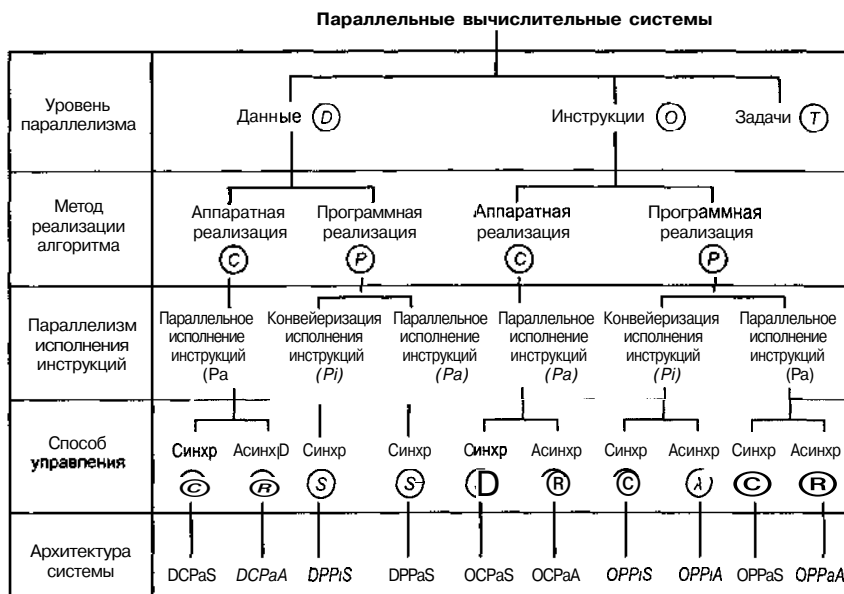 Параллельные вычислительные системы
Уровень
параллелизма
Данные D
Инструкции O
Задачи T
Метод
реализации
алгоритма
Аппаратная
реализация
C
Программная
реализация
P
Аппаратная
реализация
C
Программная
реализация
P
Параллелизм
исполнения
инструкций
Параллельное
исполнение
инструкций
(Pa
Конвейеризация
исполнения
инструкций
(Pi)
Параллельное
исполнение
инструкций
(Pa)
Параллельное
исполнение
инструкций
(Pa)
Конвейеризация
исполнения
инструкций
(Pi)
Параллельное
исполнение
инструкций
(Pa)
Способ
управления
Синхр
C
АсинхрD
R
Синхр
S
Синхр
S
Синхр
D
Асинхр
R
Синхр
C
Асинхр
Синхр
C
Асинхр
R
Архитектура
системы
DCPaS
DCPaA
DPPiS
DPPaS
OCPaS
OCPaA
OPPiS
OPPiA
OPPaS
OPPaA